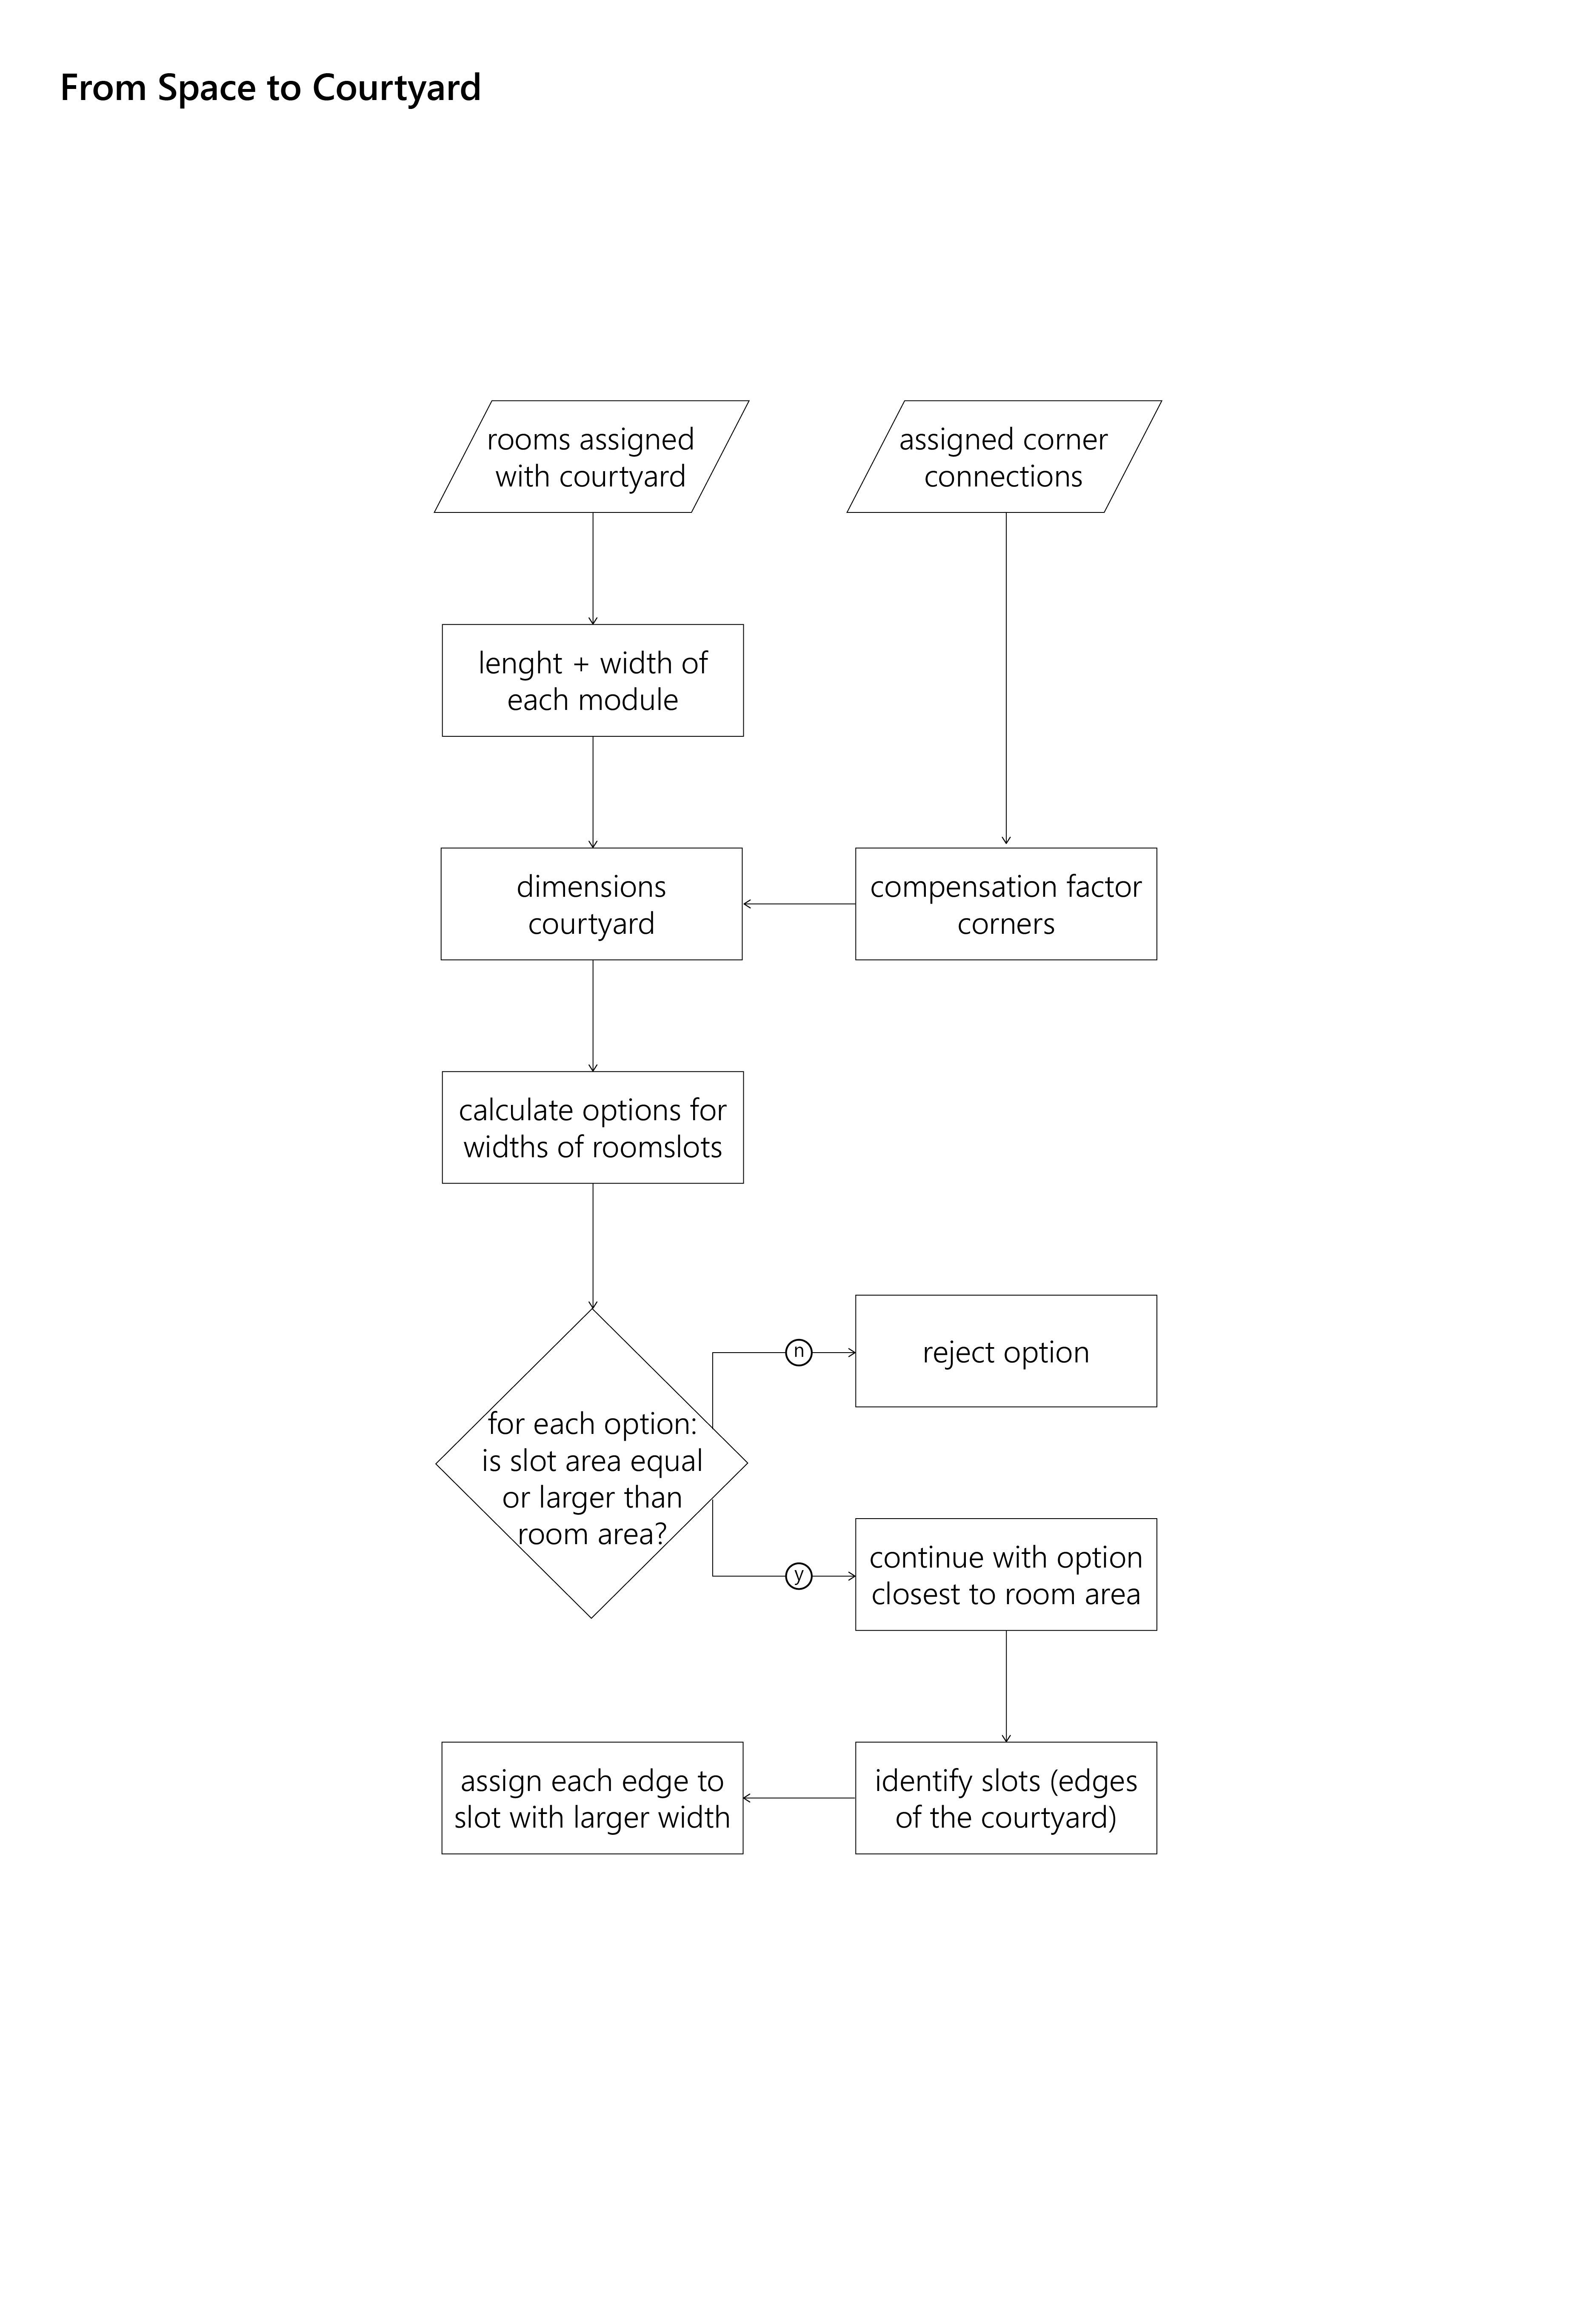 From Space to Courtyard
rooms assigned
with courtyard
assigned corner
connections
lenght + width of
each module
dimensions
courtyard
compensation factor
corners
calculate options for
widths of roomslots
for each option:
is slot area equal
or larger than
room area?
n
reject option
y
continue with option
closest to room area
identify slots (edges
of the courtyard)
assign each edge to
slot with larger width